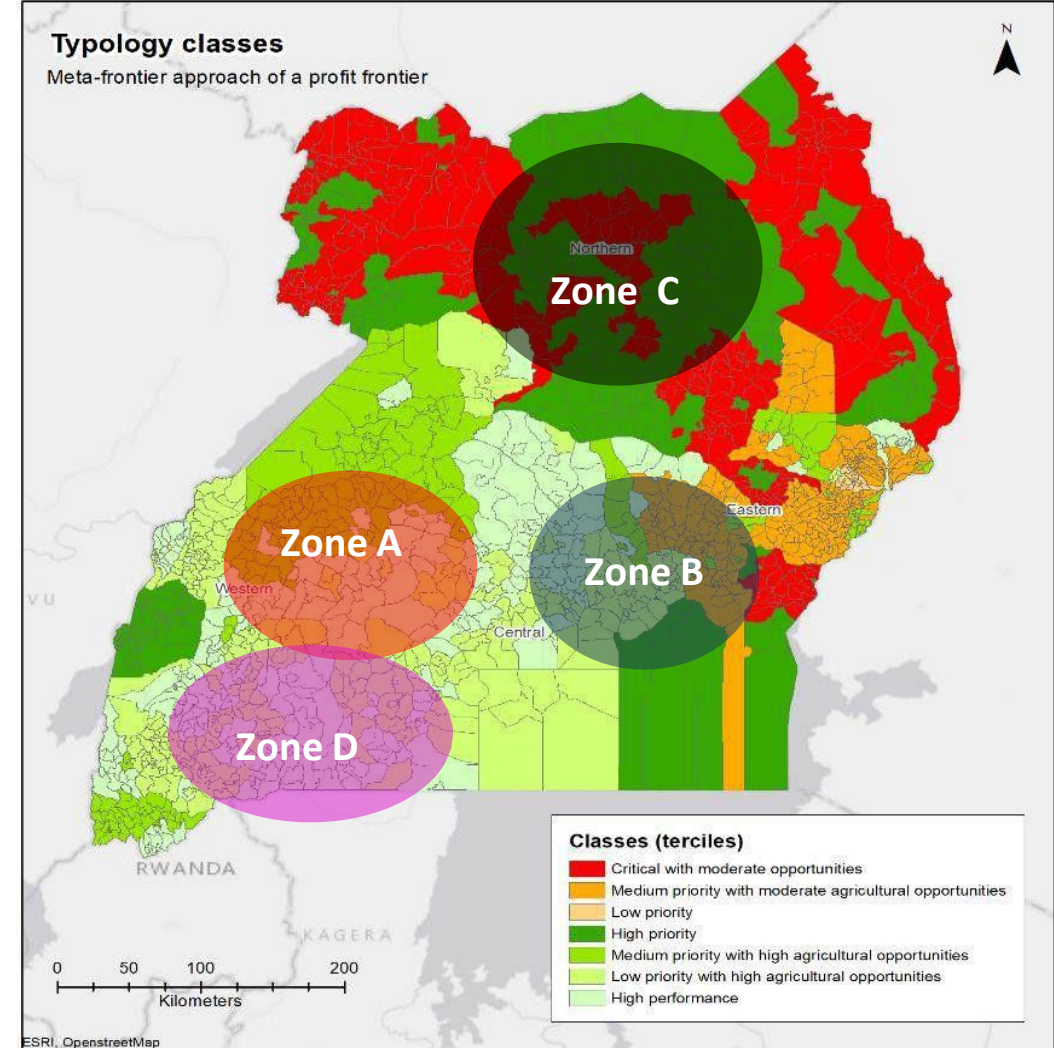 Typology classes
Meta-frontier approach of a profit frontier
N
Northern
Zone  C
Eastern
Zone A
Zone B
Western
VU
Central
Zone D
Classes (terciles)
Critical with moderate opportunities
Medium priority with moderate agricultural opportunities
Low priority
High priority
Medium priority with high agricultural opportunities
Low priority with high agricultural opportunities
High performance
RWANDA
KAGERA
0 50 100 200
Kilometers
ESRI, OpenstreetMap